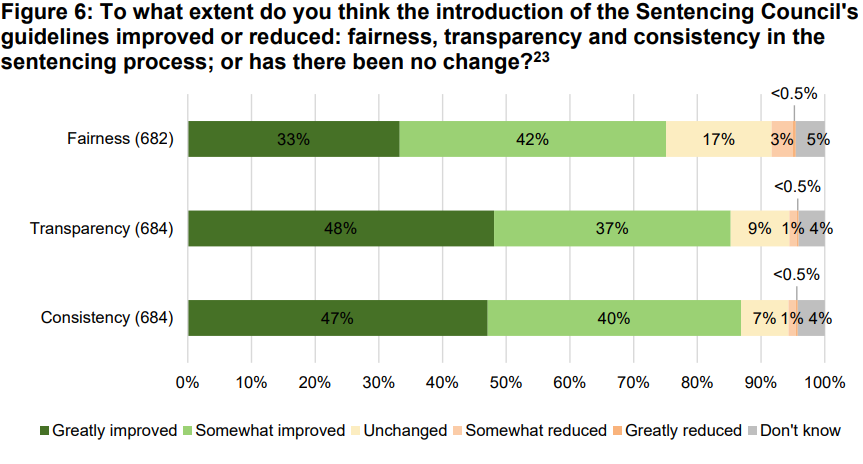 Figure 6: To what extent do you think the introduction of the Sentencing Council's
guidelines improved or reduced: fairness, transparency and consistency in the
sentencing process; or has there been no change?23
<0.5%
Fairness (682) 33% 42% 17% 3% 5%
<0.5%
Transparency (684) 48% 37% 9% 1% 4%
<0.5%
Consistency (684) 47% 40% 7% 1% 4%
0% 10% 20% 30% 40% 50% 60% 70% 80% 90% 100%
Greatly improved Somewhat improved Unchanged Somewhat reduced Greatly reduced Don't know